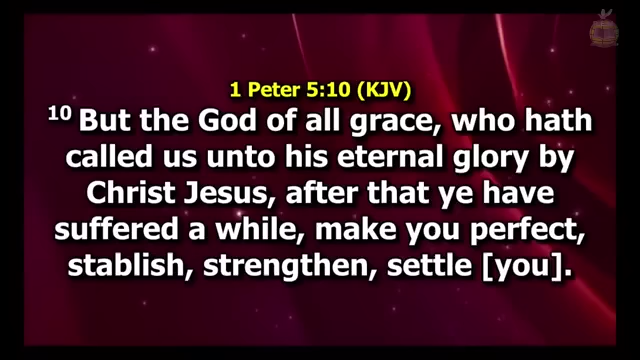 1 Peter 5:10 (KJV)
10 But the God of all grace, who hath
called us unto his eternal glory by
Christ Jesus, after that ye have
suffered a while, make you perfect,
stablish, strengthen, settle [you].